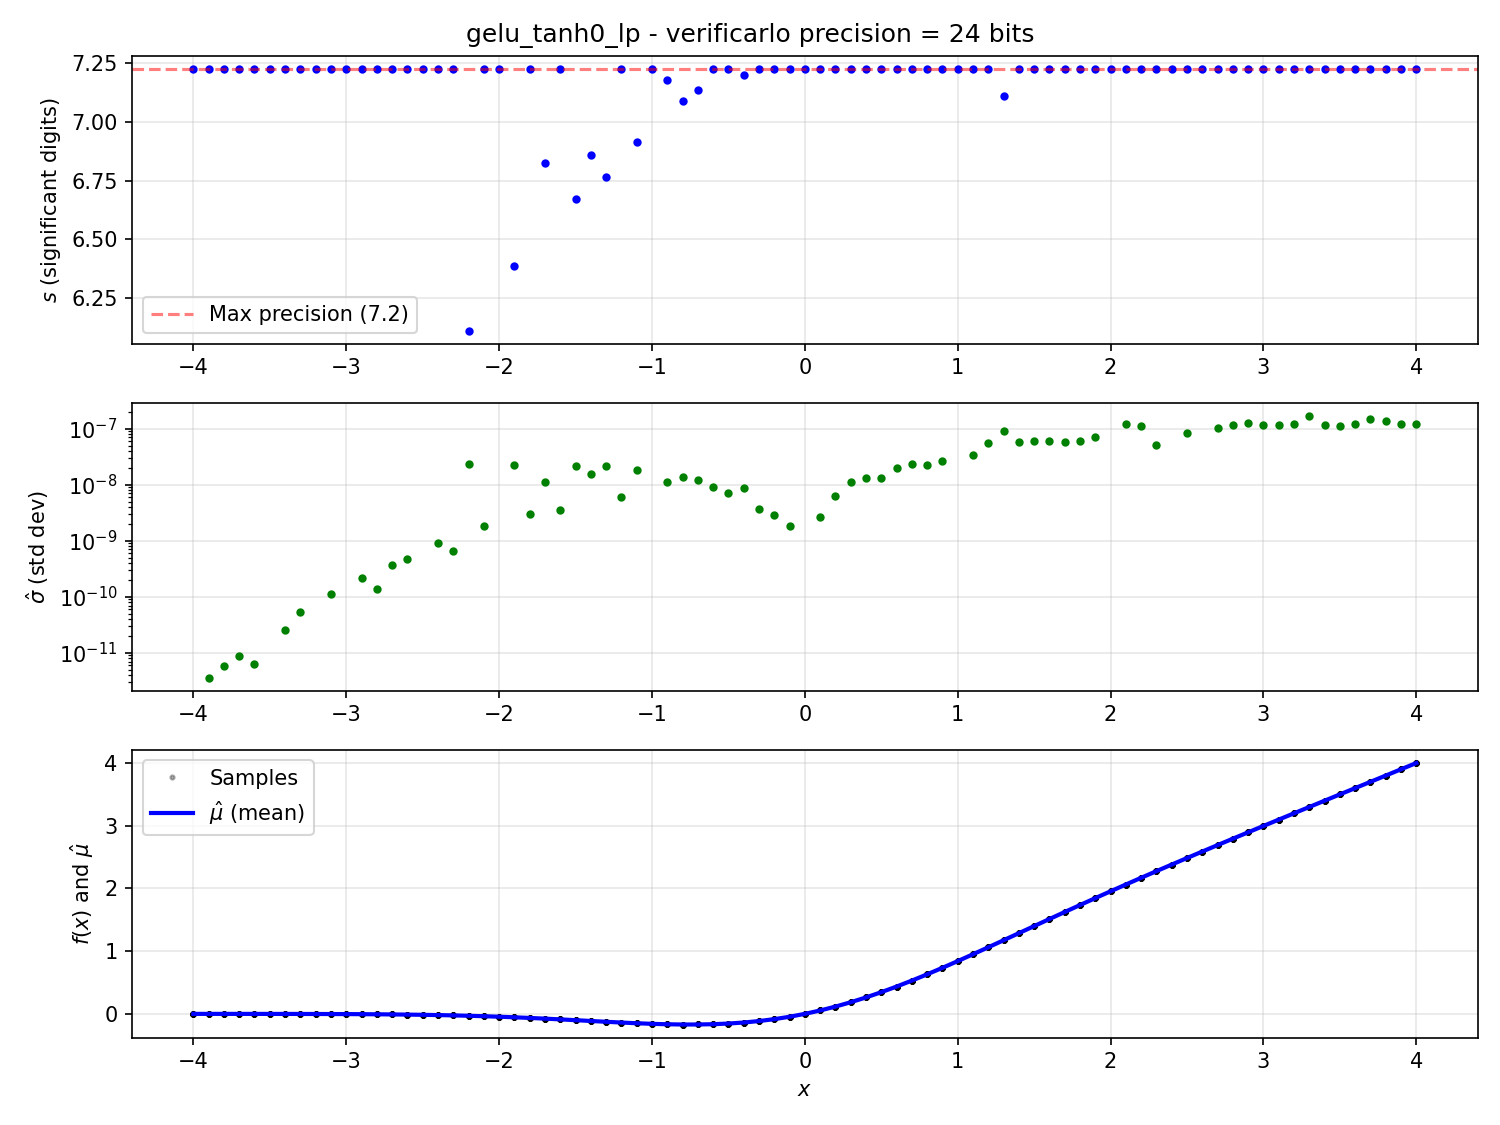 gelu_tanh0_lp - verificarlo precision = 24 bits
7.25
7.00
6.75
6.50
6.25
s (significant digits)
Max precision (7.2)
−4 −3 −2 −1 0 1 2 3 4
10⁻⁷
10⁻⁸
10⁻⁹
10⁻¹⁰
10⁻¹¹
σ̂ (std dev)
−4 −3 −2 −1 0 1 2 3 4
4
3
2
1
0
f(x) and μ̂
Samples
μ̂ (mean)
−4 −3 −2 −1 0 1 2 3 4
x